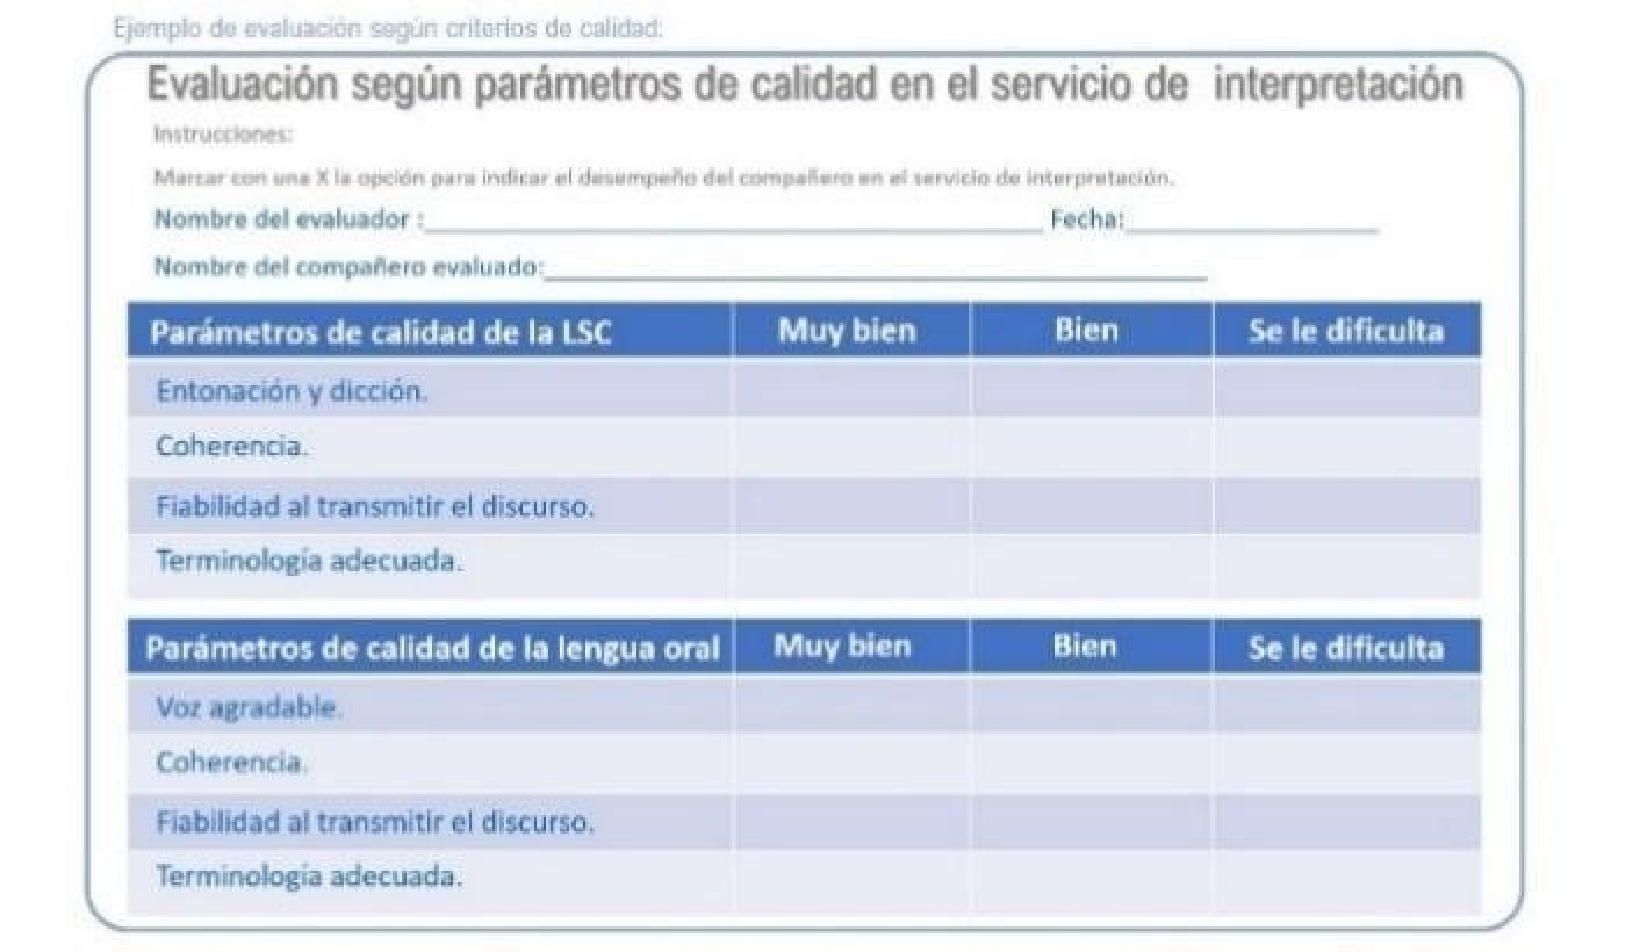 Ejemplo de evaluación según criterios de calidad:
Evaluación según parámetros de calidad en el servicio de interpretación
Instrucciones:
Marcar con una X la opción para indicar el desempeño del compañero en el servicio de interpretación.
Nombre del evaluador :____________________ Fecha:__________
Nombre del compañero evaluado:____________________
Parámetros de calidad de la LSC Muy bien Bien Se le dificulta
Entonación y dicción.
Coherencia.
Fiabilidad al transmitir el discurso.
Terminología adecuada.
Parámetros de calidad de la lengua oral Muy bien Bien Se le dificulta
Voz agradable.
Coherencia.
Fiabilidad al transmitir el discurso.
Terminología adecuada.